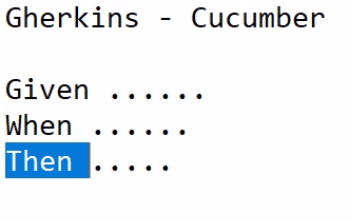 Gherkins - Cucumber
Given ......
When ......
Then .....